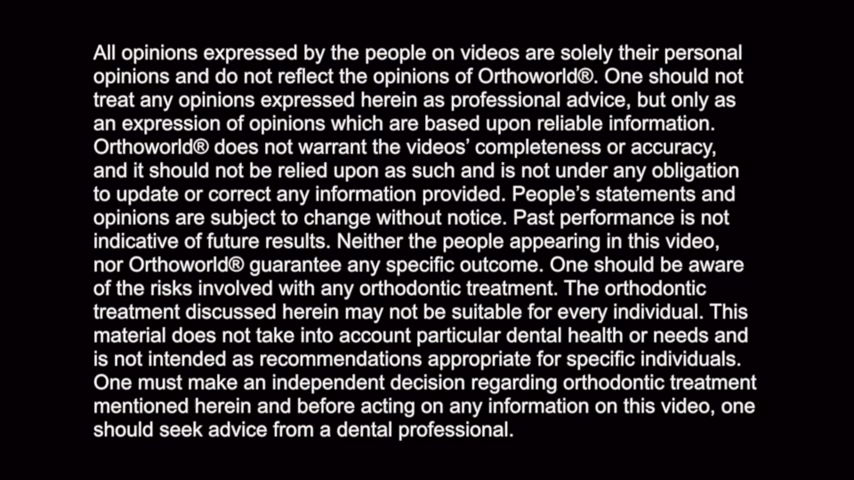 All opinions expressed by the people on videos are solely their personal
opinions and do not reflect the opinions of Orthoworld®. One should not
treat any opinions expressed herein as professional advice, but only as
an expression of opinions which are based upon reliable information.
Orthoworld® does not warrant the videos’ completeness or accuracy,
and it should not be relied upon as such and is not under any obligation
to update or correct any information provided. People’s statements and
opinions are subject to change without notice. Past performance is not
indicative of future results. Neither the people appearing in this video,
nor Orthoworld® guarantee any specific outcome. One should be aware
of the risks involved with any orthodontic treatment. The orthodontic
treatment discussed herein may not be suitable for every individual. This
material does not take into account particular dental health or needs and
is not intended as recommendations appropriate for specific individuals.
One must make an independent decision regarding orthodontic treatment
mentioned herein and before acting on any information on this video, one
should seek advice from a dental professional.